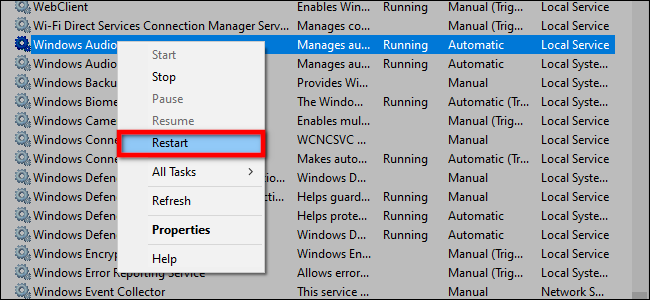 WebClient Enables Win... Running Manual (Trig... Local Service
Wi-Fi Direct Services Connection Manager Serv... Manual (Trig... Local Service
Windows Audio Manages au... Running Automatic Local Service
Start
Windows Audio Manages au... Running Automatic Local Syste...
Stop
Windows Backu Provides Wi... Manual Local Syste...
Pause
Windows Biome The Windo... Running Automatic (Tri... Local Syste...
Resume
Windows Came Enables mul... Manual (Trig... Local Syste...
Restart
Windows Conne WCNCSVC ... Manual Local Service
Windows Conne Makes auto... Running Automatic (Tri... Local Service
All Tasks
Windows Defen Windows D... Manual (Trig... Local Syste...
Refresh
Windows Defen Helps guard... Running Manual Local Service
Windows Defen Helps prote... Running Automatic Local Syste...
Properties
Windows Defen Windows D... Running Automatic Local Service
Windows Encryp Windows En... Manual (Trig... Local Service
Help
Windows Error Reporting Service Allows error... Manual (Trig... Local Syste...
Windows Event Collector This service ... Manual Network S...